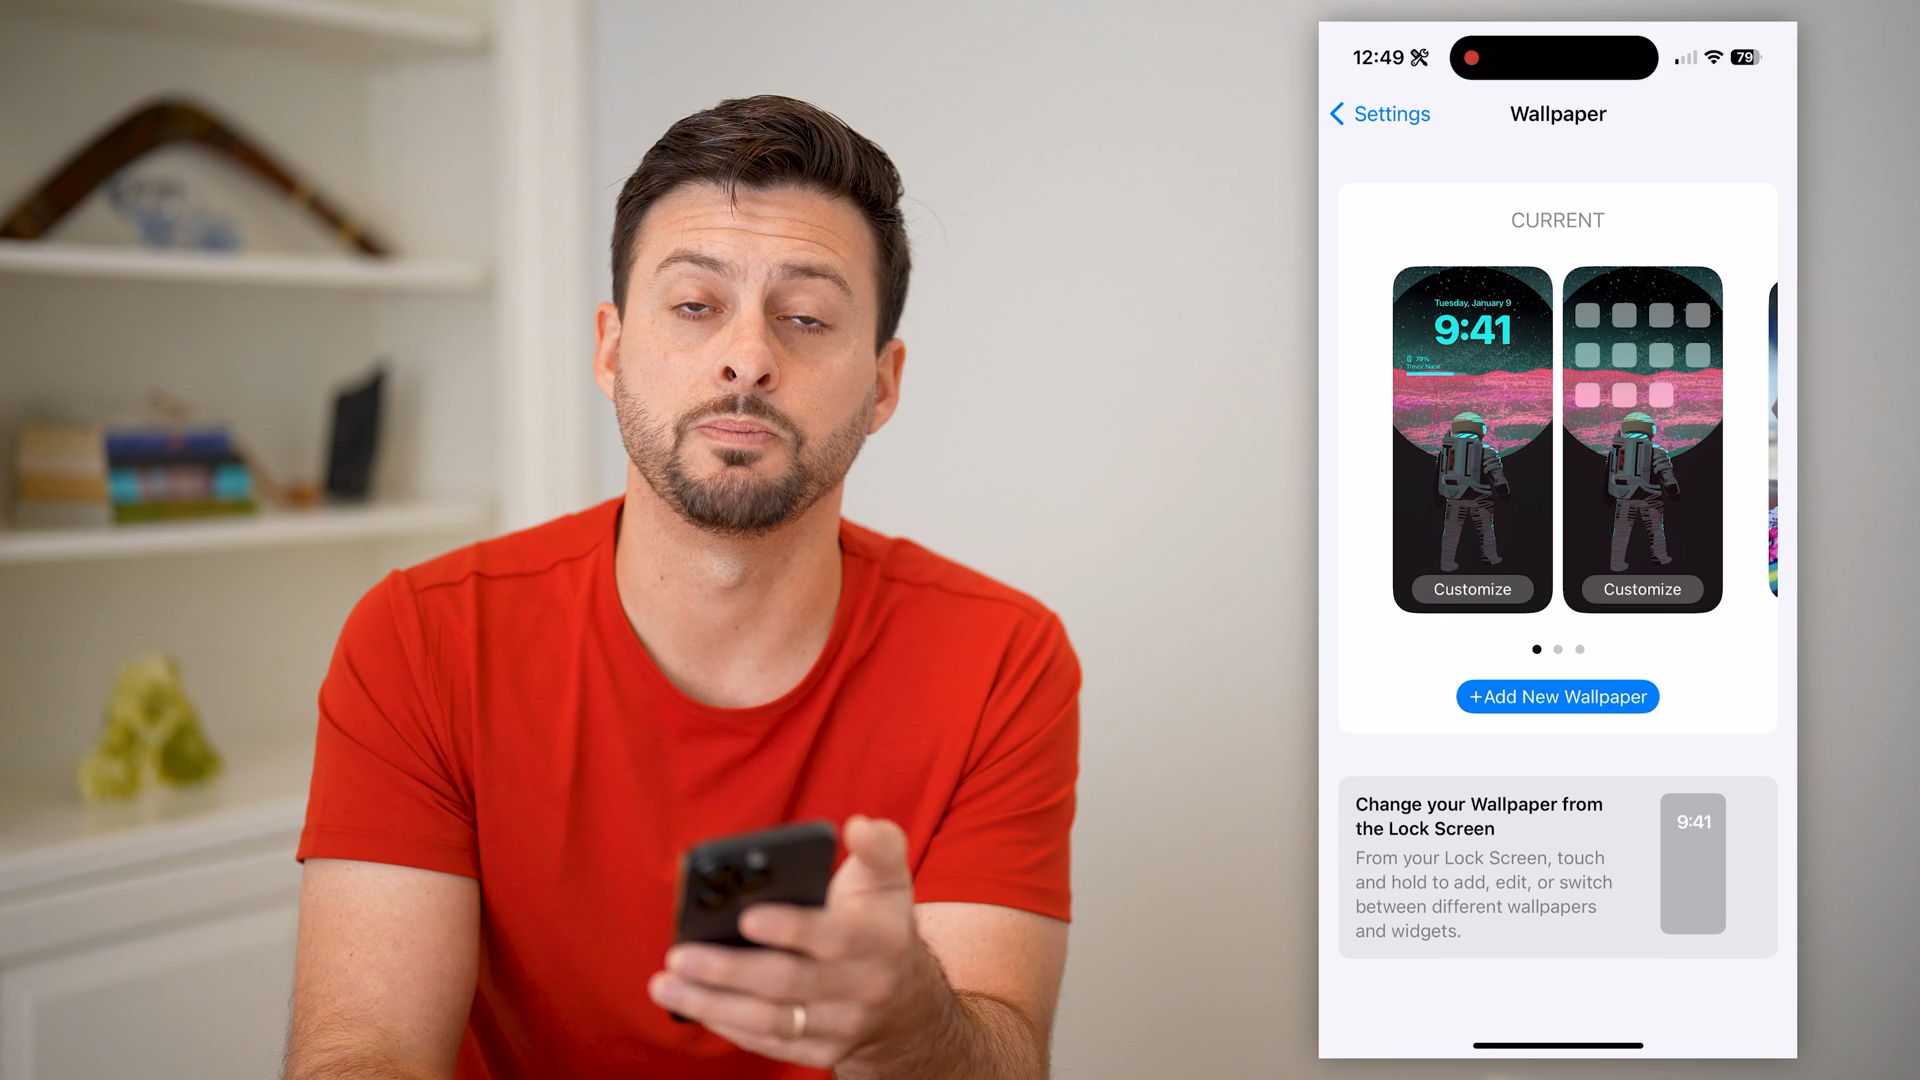 12:49
79
Settings
Wallpaper
CURRENT
Tuesday, January 9
9:41
79%
Customize
Customize
+Add New Wallpaper
Change your Wallpaper from
the Lock Screen
9:41
From your Lock Screen, touch
and hold to add, edit, or switch
between different wallpapers
and widgets.